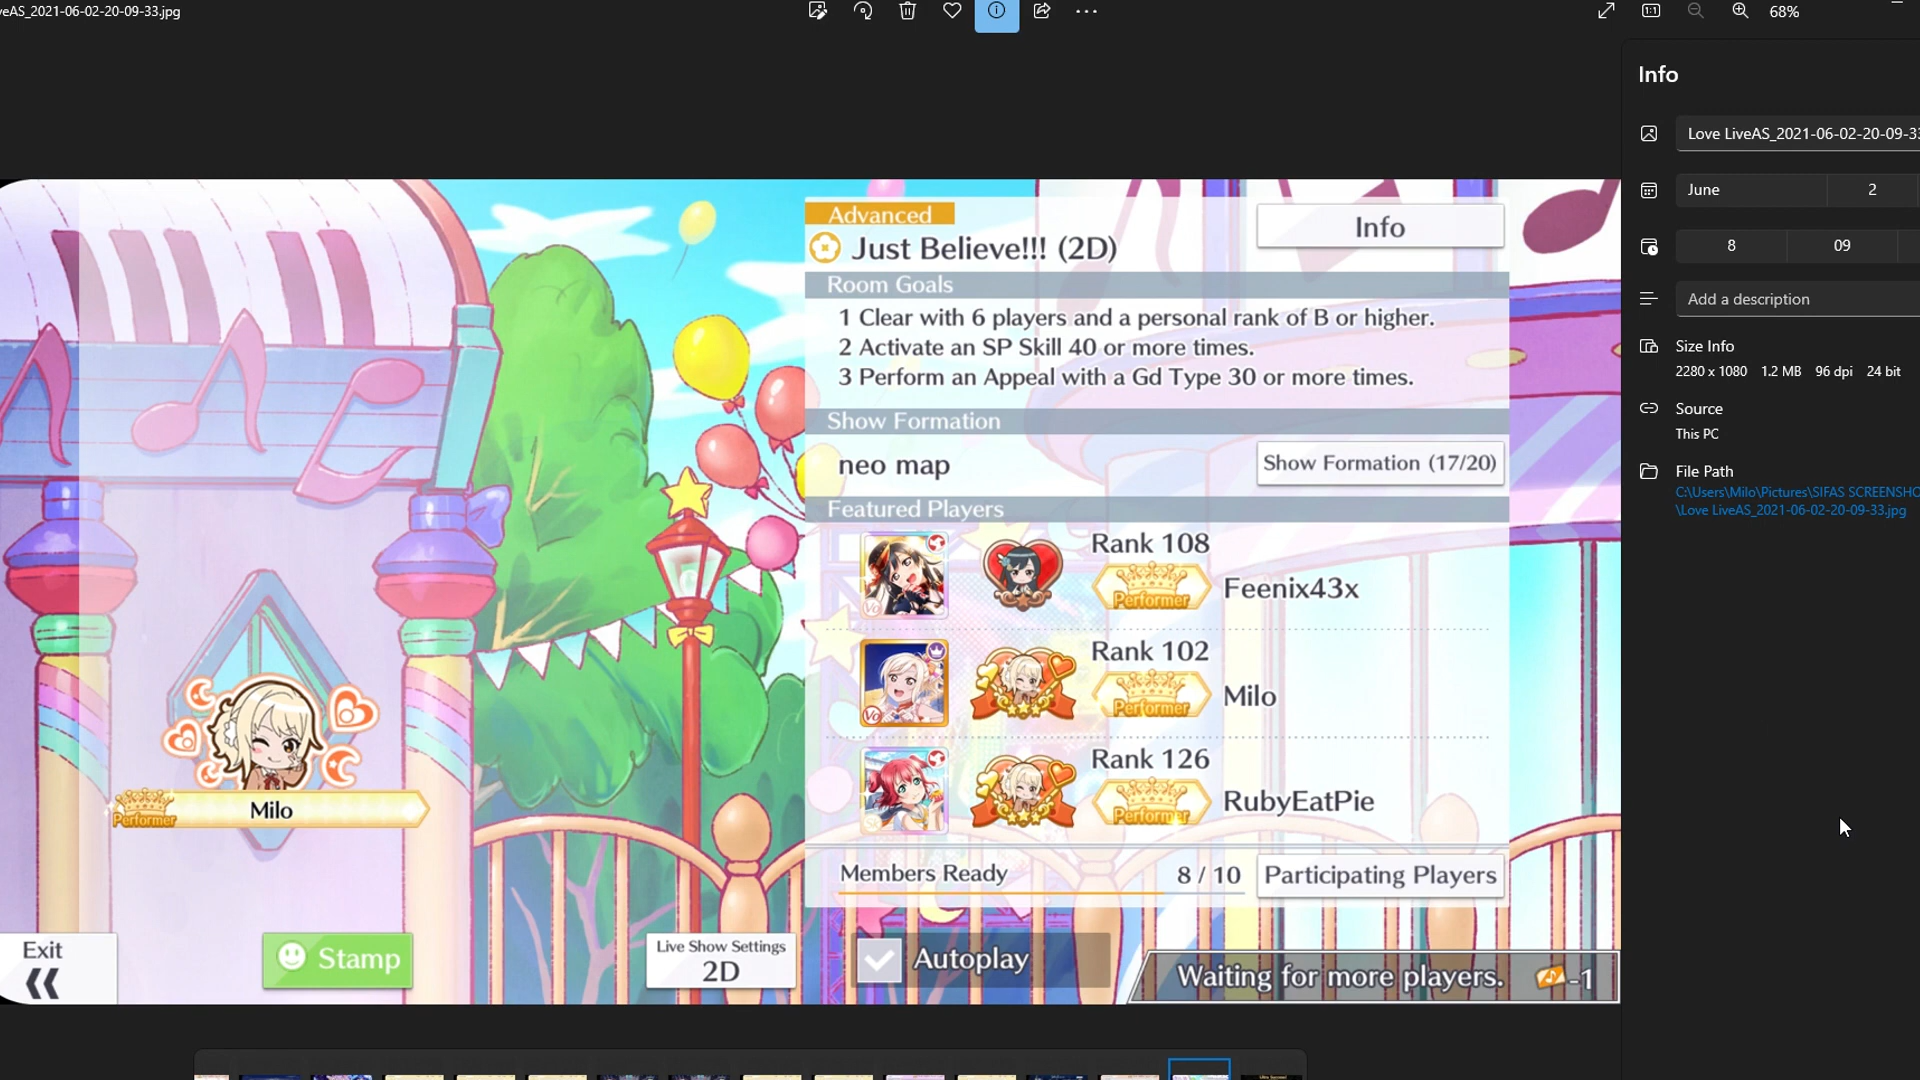 veAS_2021-06-02-20-09-33.jpg
68%
Info
Love LiveAS_2021-06-02-20-09-33
June 2
8 09
Add a description
Size Info
2280 x 1080 1.2 MB 96 dpi 24 bit
Source
This PC
File Path
C:\Users\Milo\Pictures\SIFAS SCREENSHO
\Love LiveAS_2021-06-02-20-09-33.jpg
Advanced
Just Believe!!! (2D)
Info
Room Goals
1 Clear with 6 players and a personal rank of B or higher.
2 Activate an SP Skill 40 or more times.
3 Perform an Appeal with a Gd Type 30 or more times.
Show Formation
neo map
Show Formation (17/20)
Featured Players
Rank 108
Performer
Feenix43x
Vo
Rank 102
Performer
Milo
Vo
Rank 126
Performer
RubyEatPie
Performer
Milo
Members Ready
8 / 10
Participating Players
Exit
Stamp
Live Show Settings
2D
Autoplay
Waiting for more players.
-1